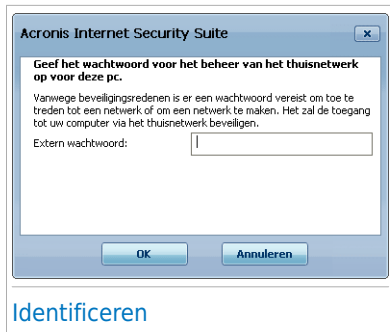 Acronis Internet Security Suite
Geef het wachtwoord voor het beheer van het thuisnetwerk
op voor deze pc.
Vanwege beveiligingsredenen is er een wachtwoord vereist om toe te
treden tot een netwerk of om een netwerk te maken. Het zal de toegang
tot uw computer via het thuisnetwerk beveiligen.
Extern wachtwoord:
OK
Annuleren
Identificeren